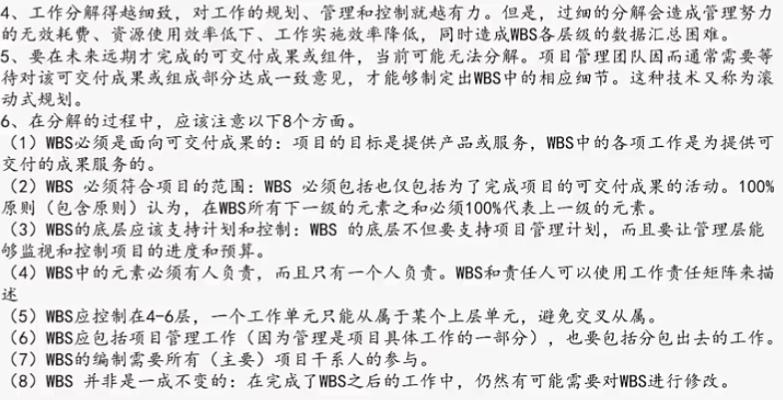 4、工作分解得越细致，对工作的规划、管理和控制就越有力。但是，过细的分解会造成管理努力
的无效耗费、资源使用效率低下、工作实施效率降低，同时造成WBS各层级的数据汇总困难。
5、要在未来远期才完成的可交付成果或组件，当前可能无法分解。项目管理团队因而通常需要等
待对该可交付成果或组成部分达成一致意见，才能够制定出WBS中的相应细节。这种技术又称为滚
动式规划。
6、在分解的过程中，应该注意以下8个方面。
（1）WBS必须是面向可交付成果的：项目的目标是提供产品或服务，WBS中的各项工作是为提供可
交付的成果服务的。
（2）WBS 必须符合项目的范围：WBS 必须包括也仅包括为了完成项目的可交付成果的活动。100%
原则（包含原则）认为，在WBS所有下一级的元素之和必须100%代表上一级的元素。
（3）WBS的底层应该支持计划和控制：WBS 的底层不但要支持项目管理计划，而且要让管理层能
够监视和控制项目的进度和预算。
（4）WBS中的元素必须有人负责，而且只有一个人负责。WBS和责任人可以使用工作责任矩阵来描
述
（5）WBS应控制在4-6层，一个工作单元只能从属于某个上层单元，避免交叉从属。
（6）WBS应包括项目管理工作（因为管理是项目具体工作的一部分），也要包括分包出去的工作。
（7）WBS的编制需要所有（主要）项目干系人的参与。
（8）WBS 并非是一成不变的：在完成了WBS之后的工作中，仍然有可能需要对WBS进行修改。